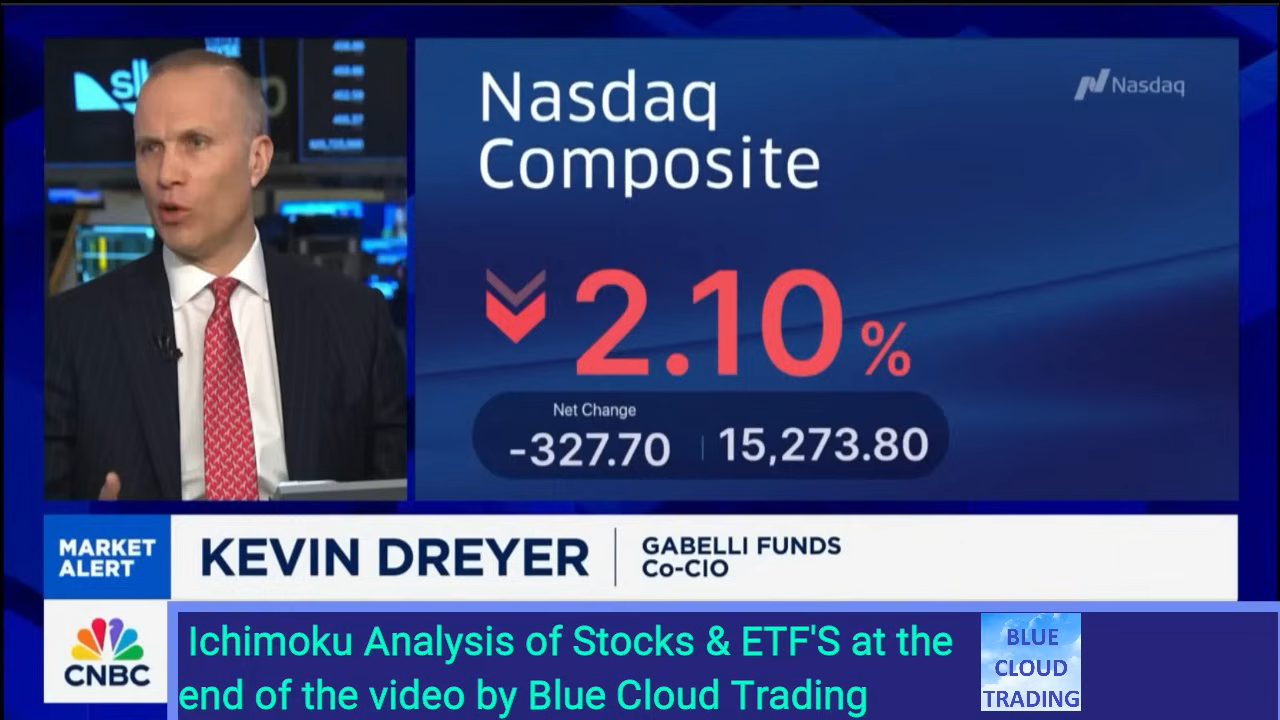 Nasdaq
Composite
Nasdaq
2.10%
Net Change
-327.70 | 15,273.80
MARKET
ALERT
KEVIN DREYER
GABELLI FUNDS
Co-CIO
CNBC
Ichimoku Analysis of Stocks & ETF'S at the
end of the video by Blue Cloud Trading
BLUE
CLOUD
TRADING